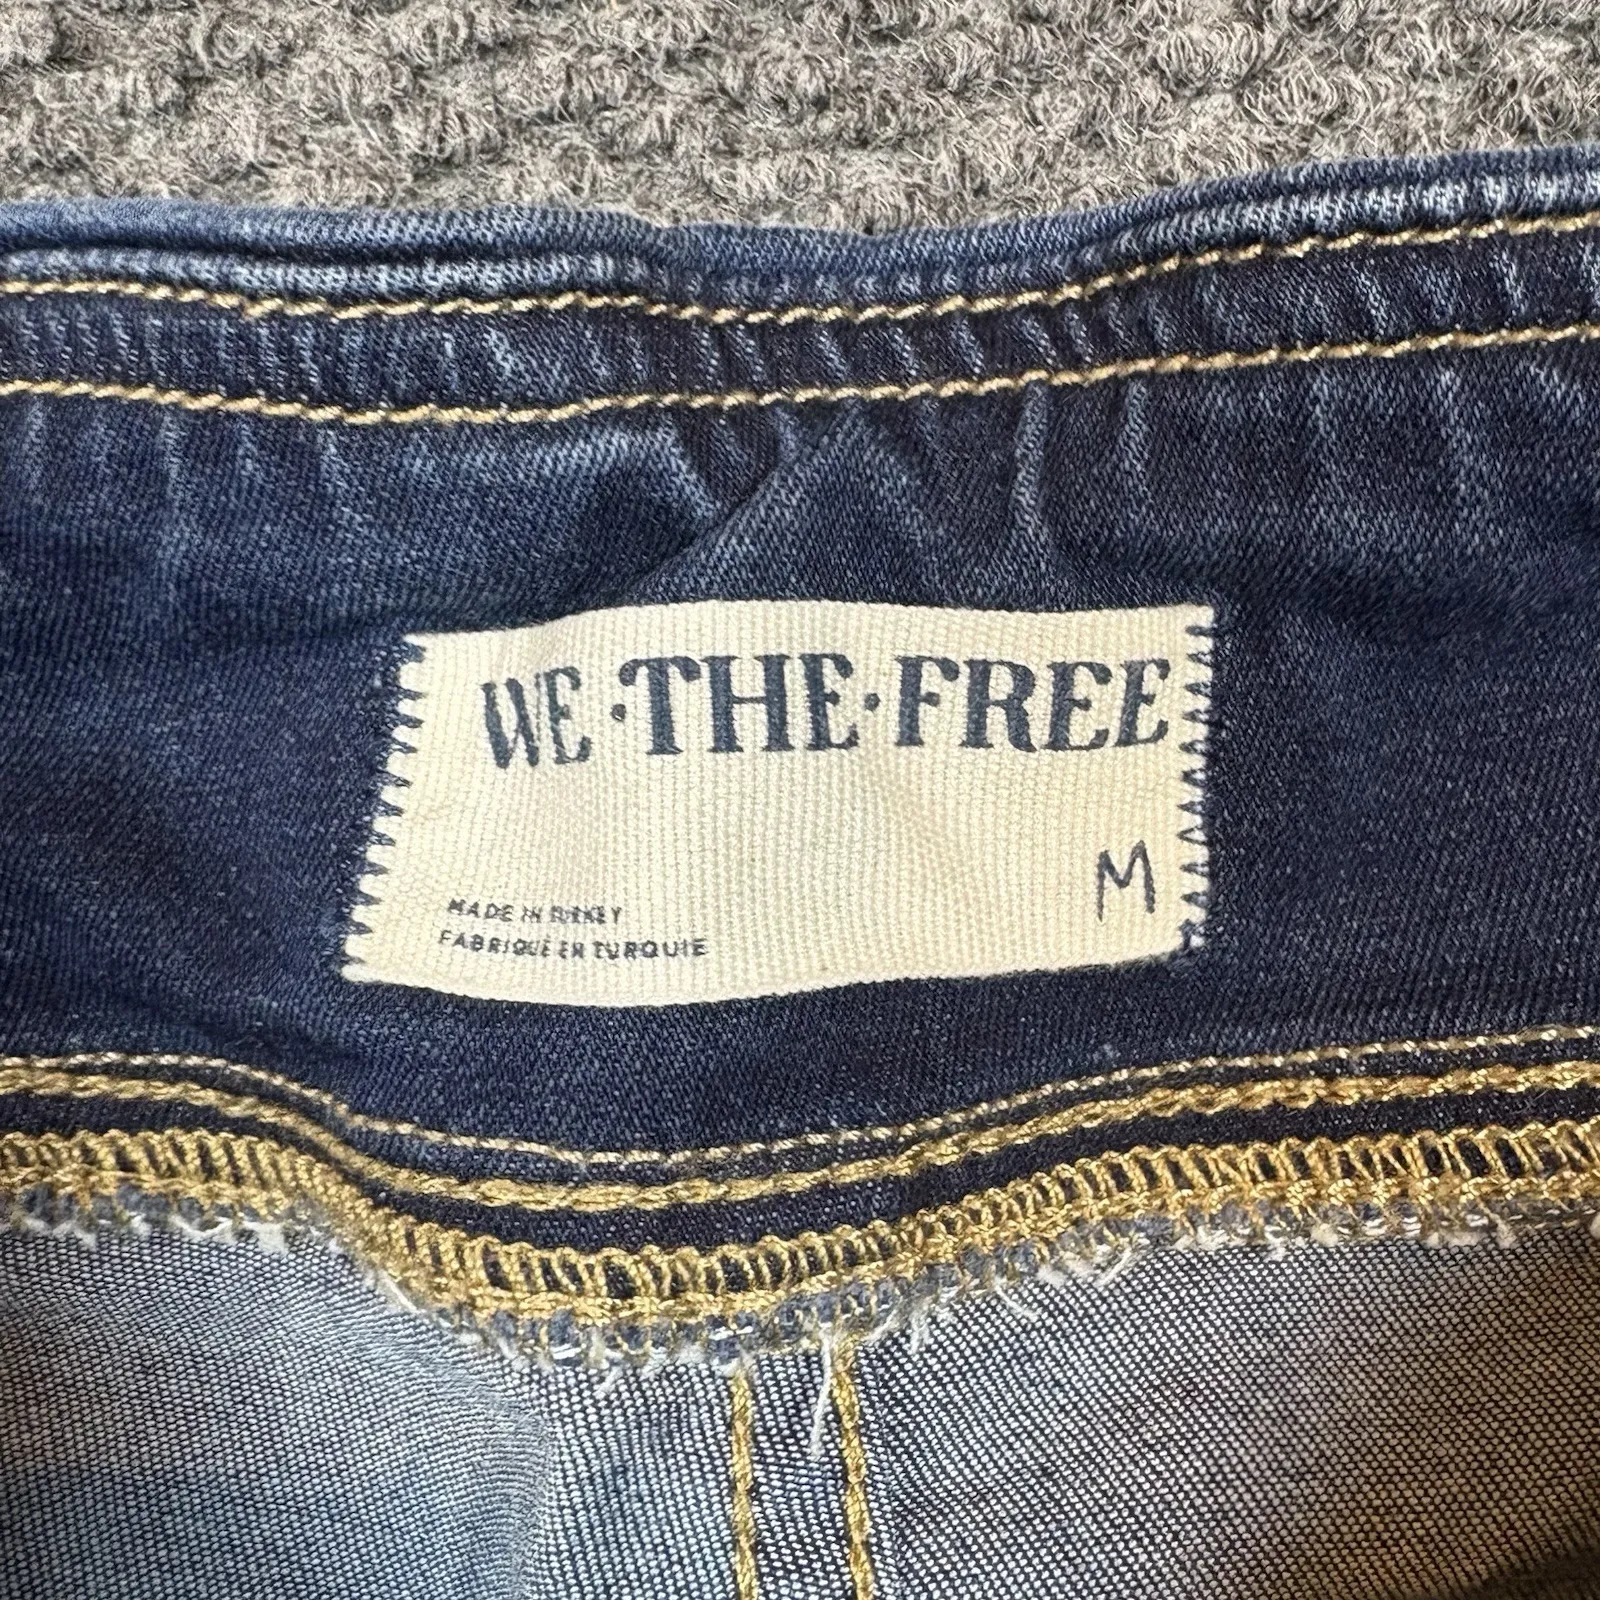 WE·THE·FREE
M
MADE IN TURKEY
FABRIQUÉ EN TURQUIE